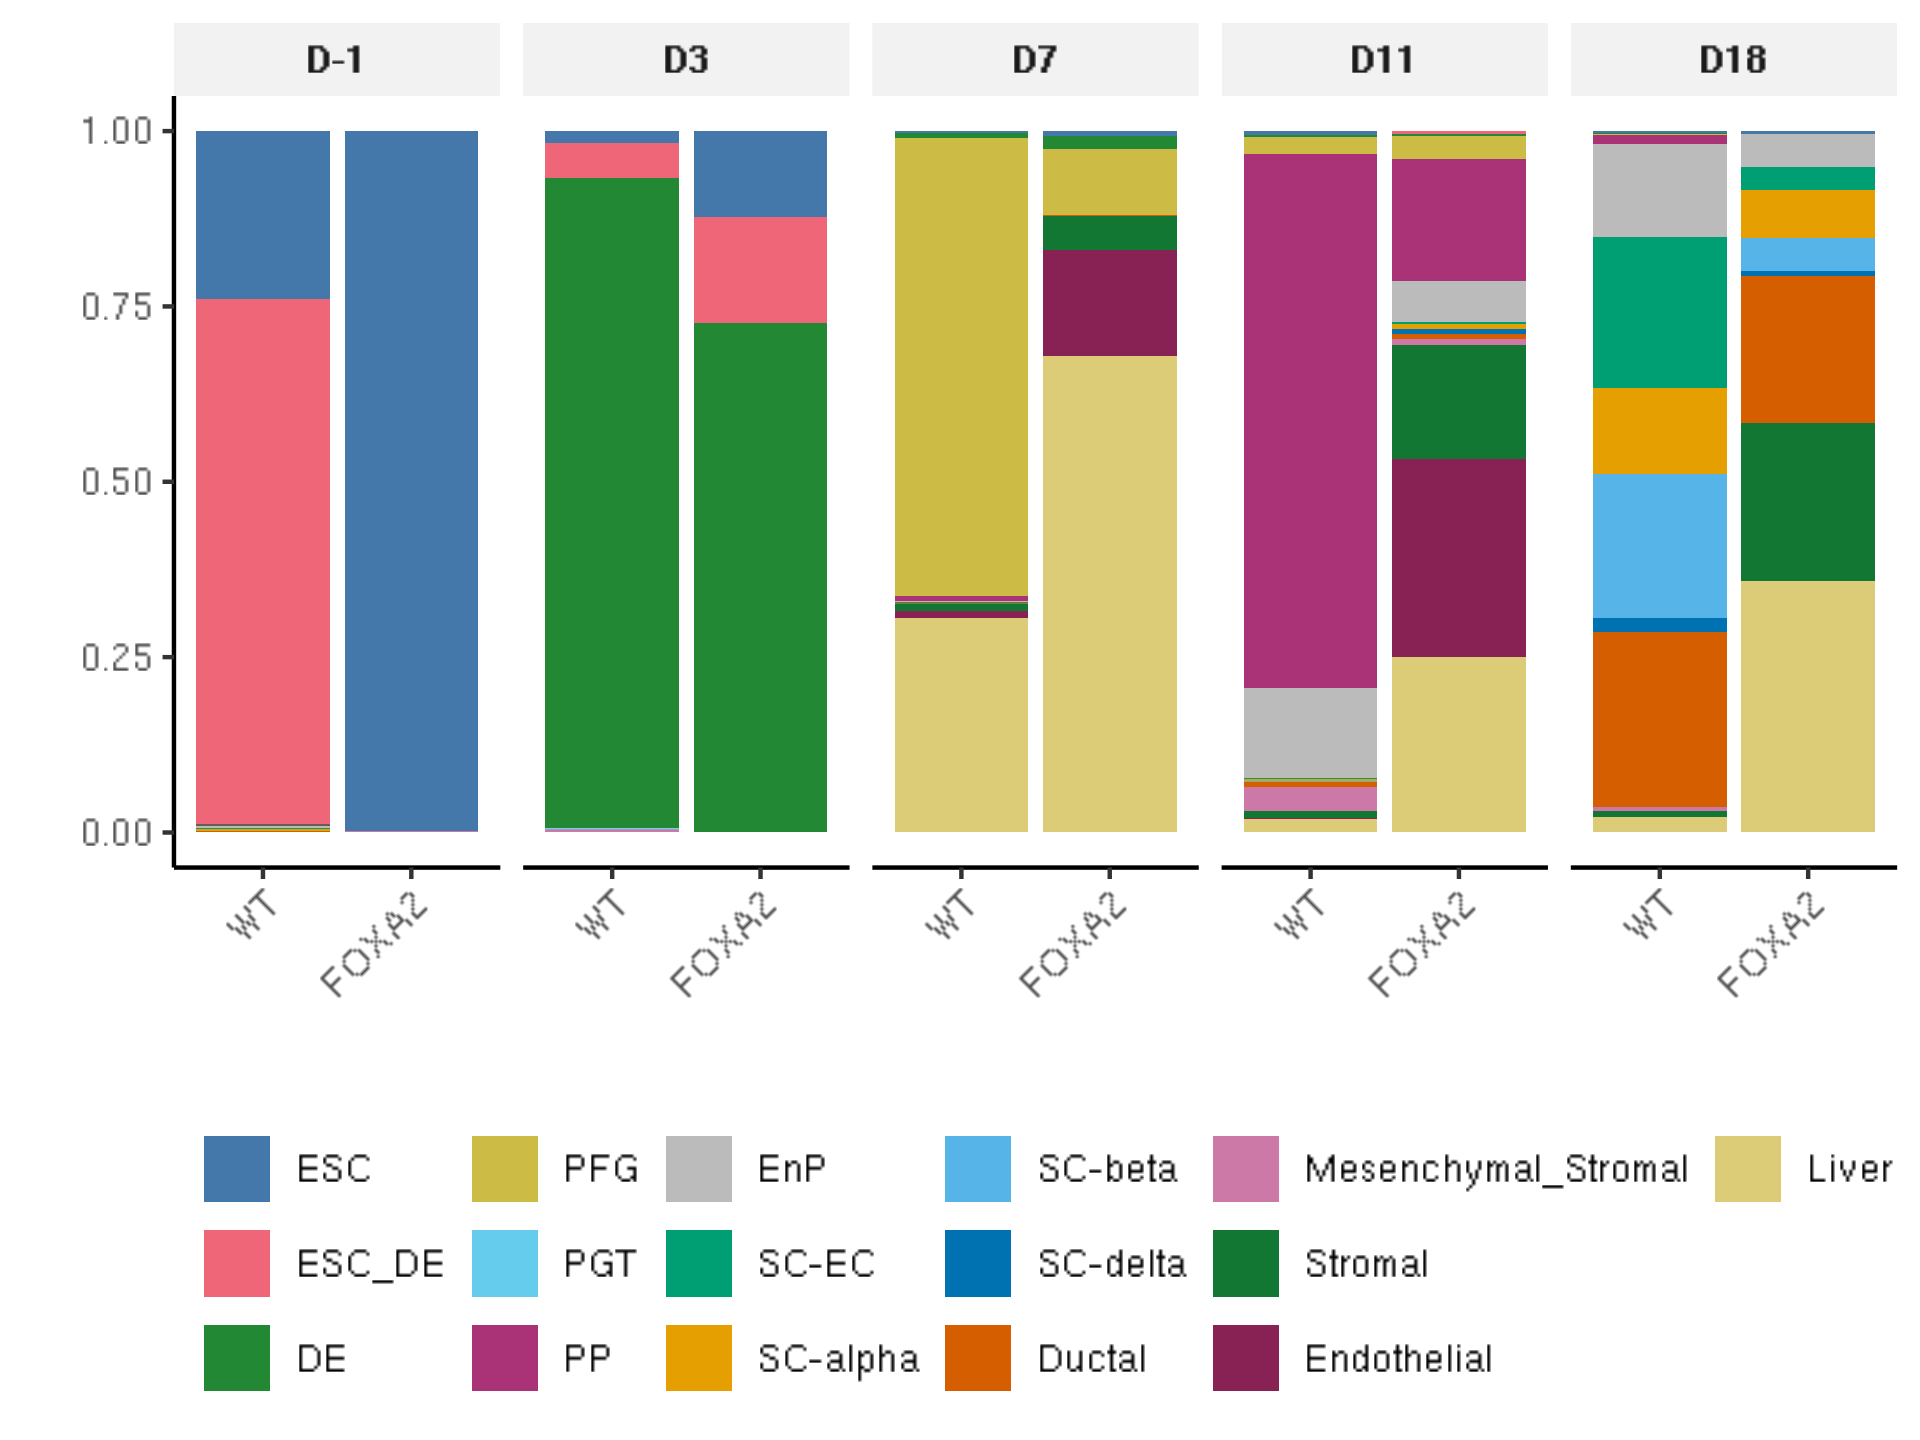 D-1 D3 D7 D11 D18
1.00
0.75
0.50
0.25
0.00
WT FOXA2 WT FOXA2 WT FOXA2 WT FOXA2 WT FOXA2
ESC PFG EnP SC-beta Mesenchymal_Stromal Liver
ESC_DE PGT SC-EC SC-delta Stromal
DE PP SC-alpha Ductal Endothelial